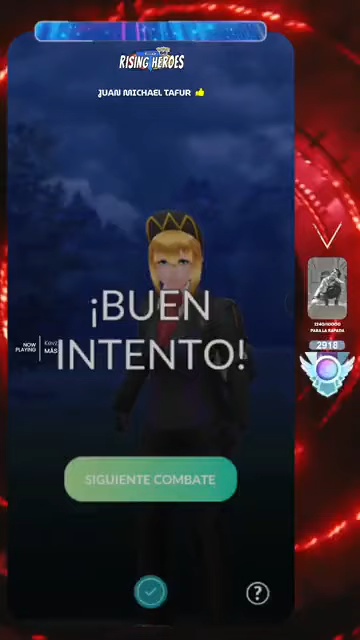 RISING HEROES
JUAN MICHAEL TAFUR 👍
¡BUEN
INTENTO!
NOW
PLAYING
MÁS
SIGUIENTE COMBATE
?
PARA LA RAPADA
2918